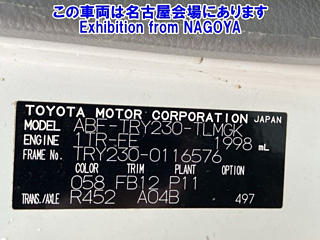 この車両は名古屋会場にあります
Exhibition from NAGOYA
TOYOTA MOTOR CORPORATION JAPAN
MODEL ABF-TRY230-TLMGK
ENGINE 1TR-FE 1998 mL
FRAME No. TRY230-0116576
COLOR TRIM PLANT OPTION
058 FB12 P11
TRANS./AXLE R452 A04B 497